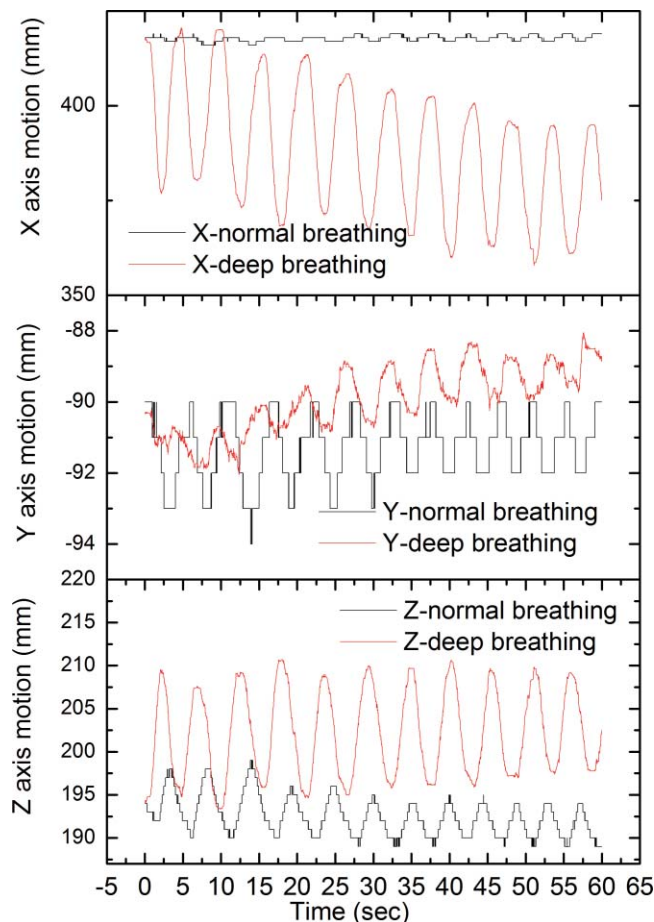 X axis motion (mm)
400
350
X-normal breathing
X-deep breathing
Y axis motion (mm)
-88
-90
-92
-94
Y-normal breathing
Y-deep breathing
Z axis motion (mm)
220
210
205
200
195
190
Z-normal breathing
Z-deep breathing
-5 0 5 10 15 20 25 30 35 40 45 50 55 60 65
Time (sec)